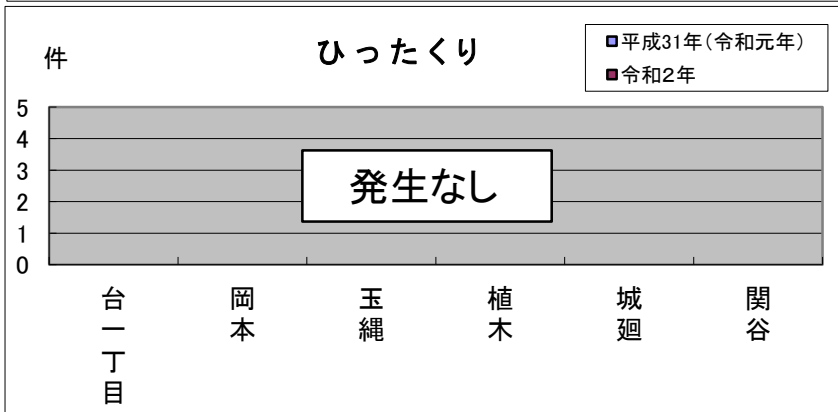 件
ひったくり
■平成31年(令和元年)
■令和2年
5
4
3
2
1
0
発生なし
台一丁目
岡本
玉縄
植木
城廻
関谷